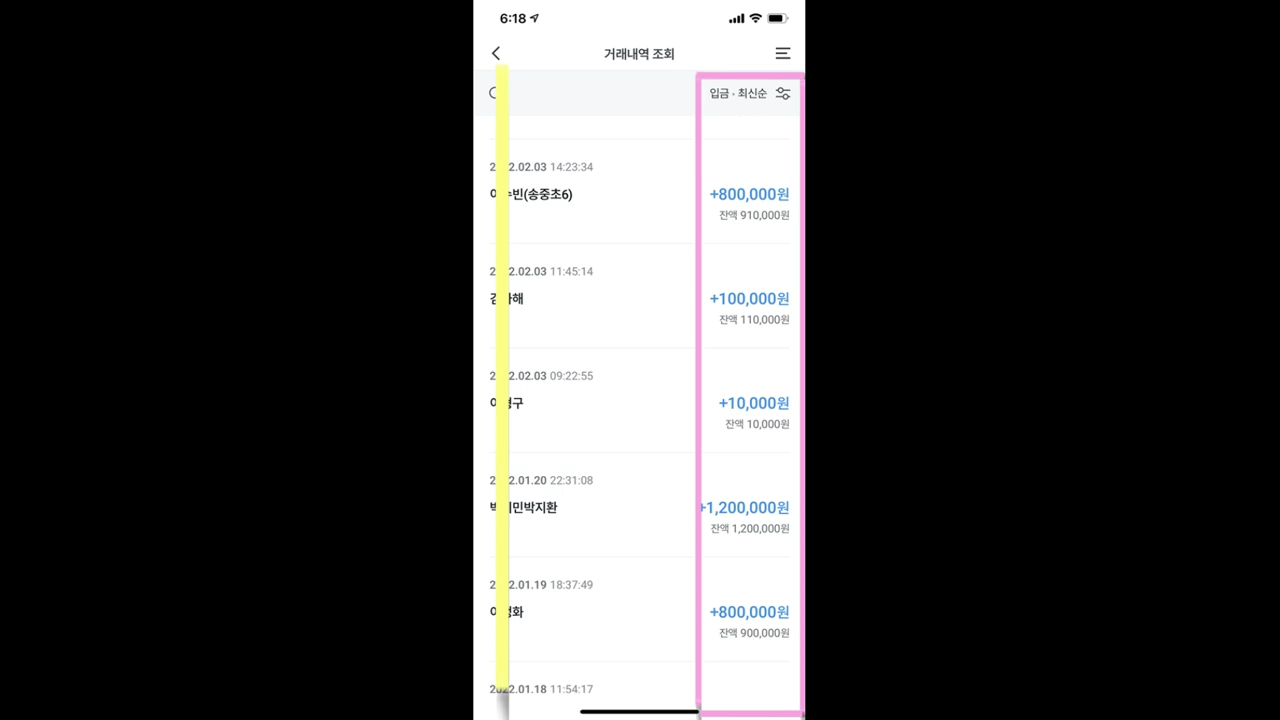 6:18
거래내역 조회
입금 · 최신순
02.03 14:23:34
빈(송중초6)
+800,000원
잔액 910,000원
02.03 11:45:14
해
+100,000원
잔액 110,000원
02.03 09:22:55
구
+10,000원
잔액 10,000원
01.20 22:31:08
민박지환
+1,200,000원
잔액 1,200,000원
01.19 18:37:49
화
+800,000원
잔액 900,000원
01.18 11:54:17